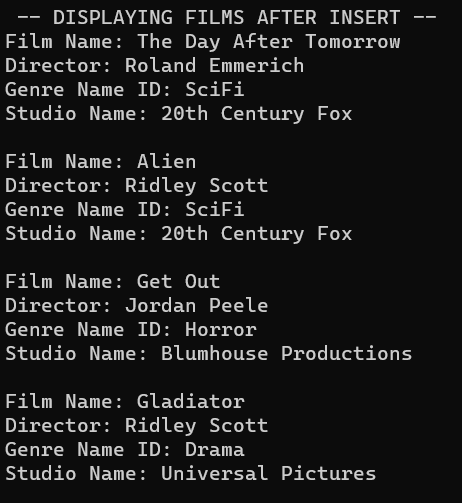 -- DISPLAYING FILMS AFTER INSERT --
Film Name: The Day After Tomorrow
Director: Roland Emmerich
Genre Name ID: SciFi
Studio Name: 20th Century Fox
Film Name: Alien
Director: Ridley Scott
Genre Name ID: SciFi
Studio Name: 20th Century Fox
Film Name: Get Out
Director: Jordan Peele
Genre Name ID: Horror
Studio Name: Blumhouse Productions
Film Name: Gladiator
Director: Ridley Scott
Genre Name ID: Drama
Studio Name: Universal Pictures